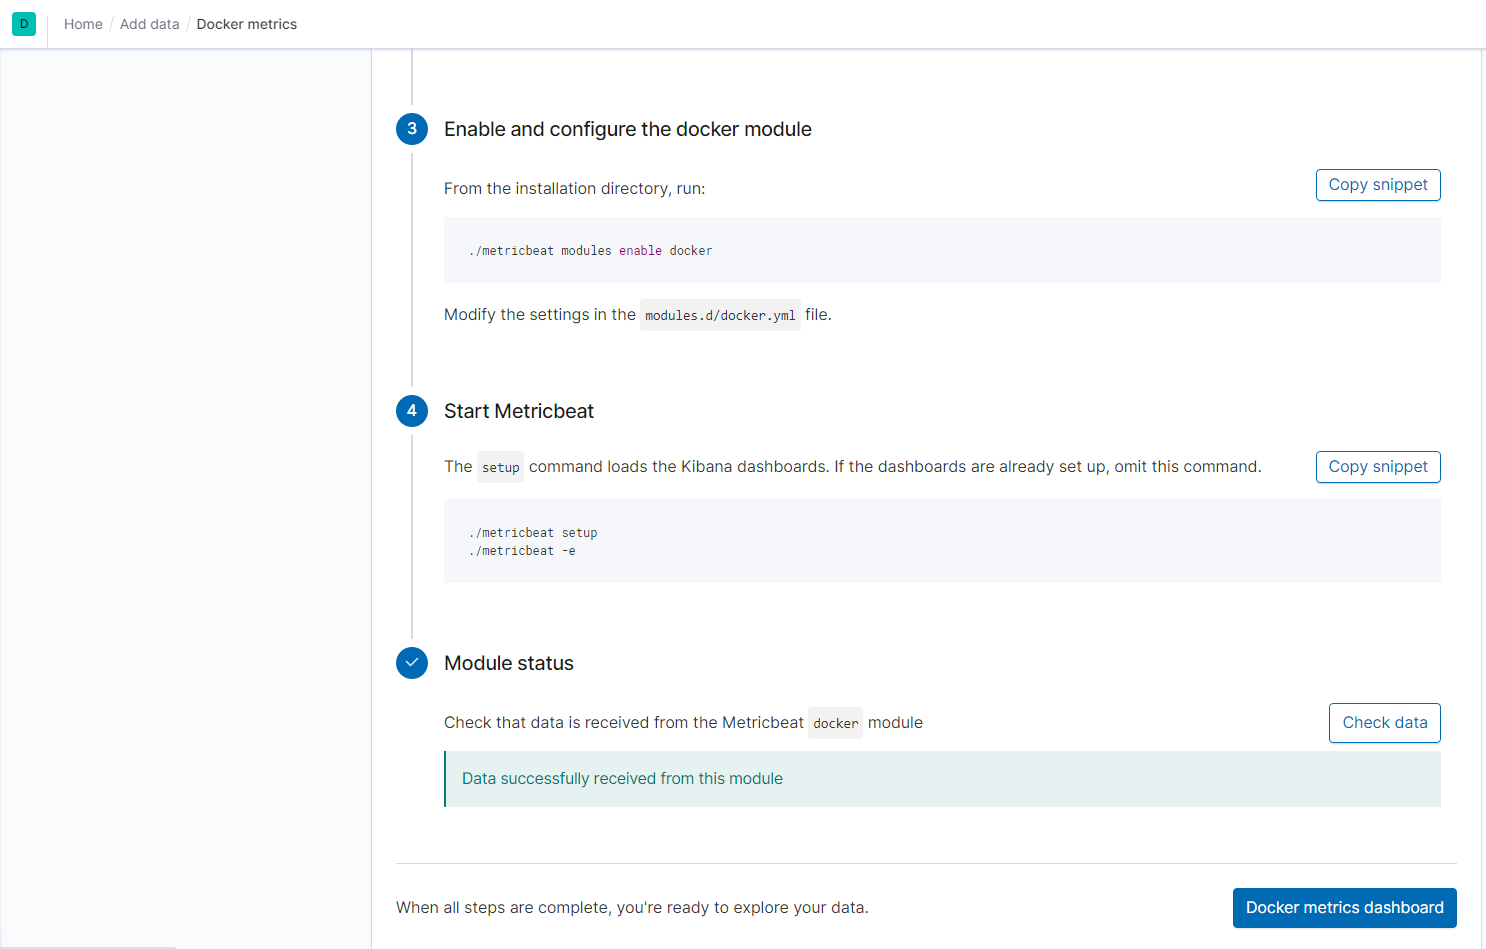 D Home / Add data / Docker metrics
3 Enable and configure the docker module
From the installation directory, run:
Copy snippet
./metricbeat modules enable docker
Modify the settings in the modules.d/docker.yml file.
4 Start Metricbeat
The setup command loads the Kibana dashboards. If the dashboards are already set up, omit this command.
Copy snippet
./metricbeat setup
./metricbeat -e
Module status
Check that data is received from the Metricbeat docker module
Check data
Data successfully received from this module
When all steps are complete, you're ready to explore your data.
Docker metrics dashboard